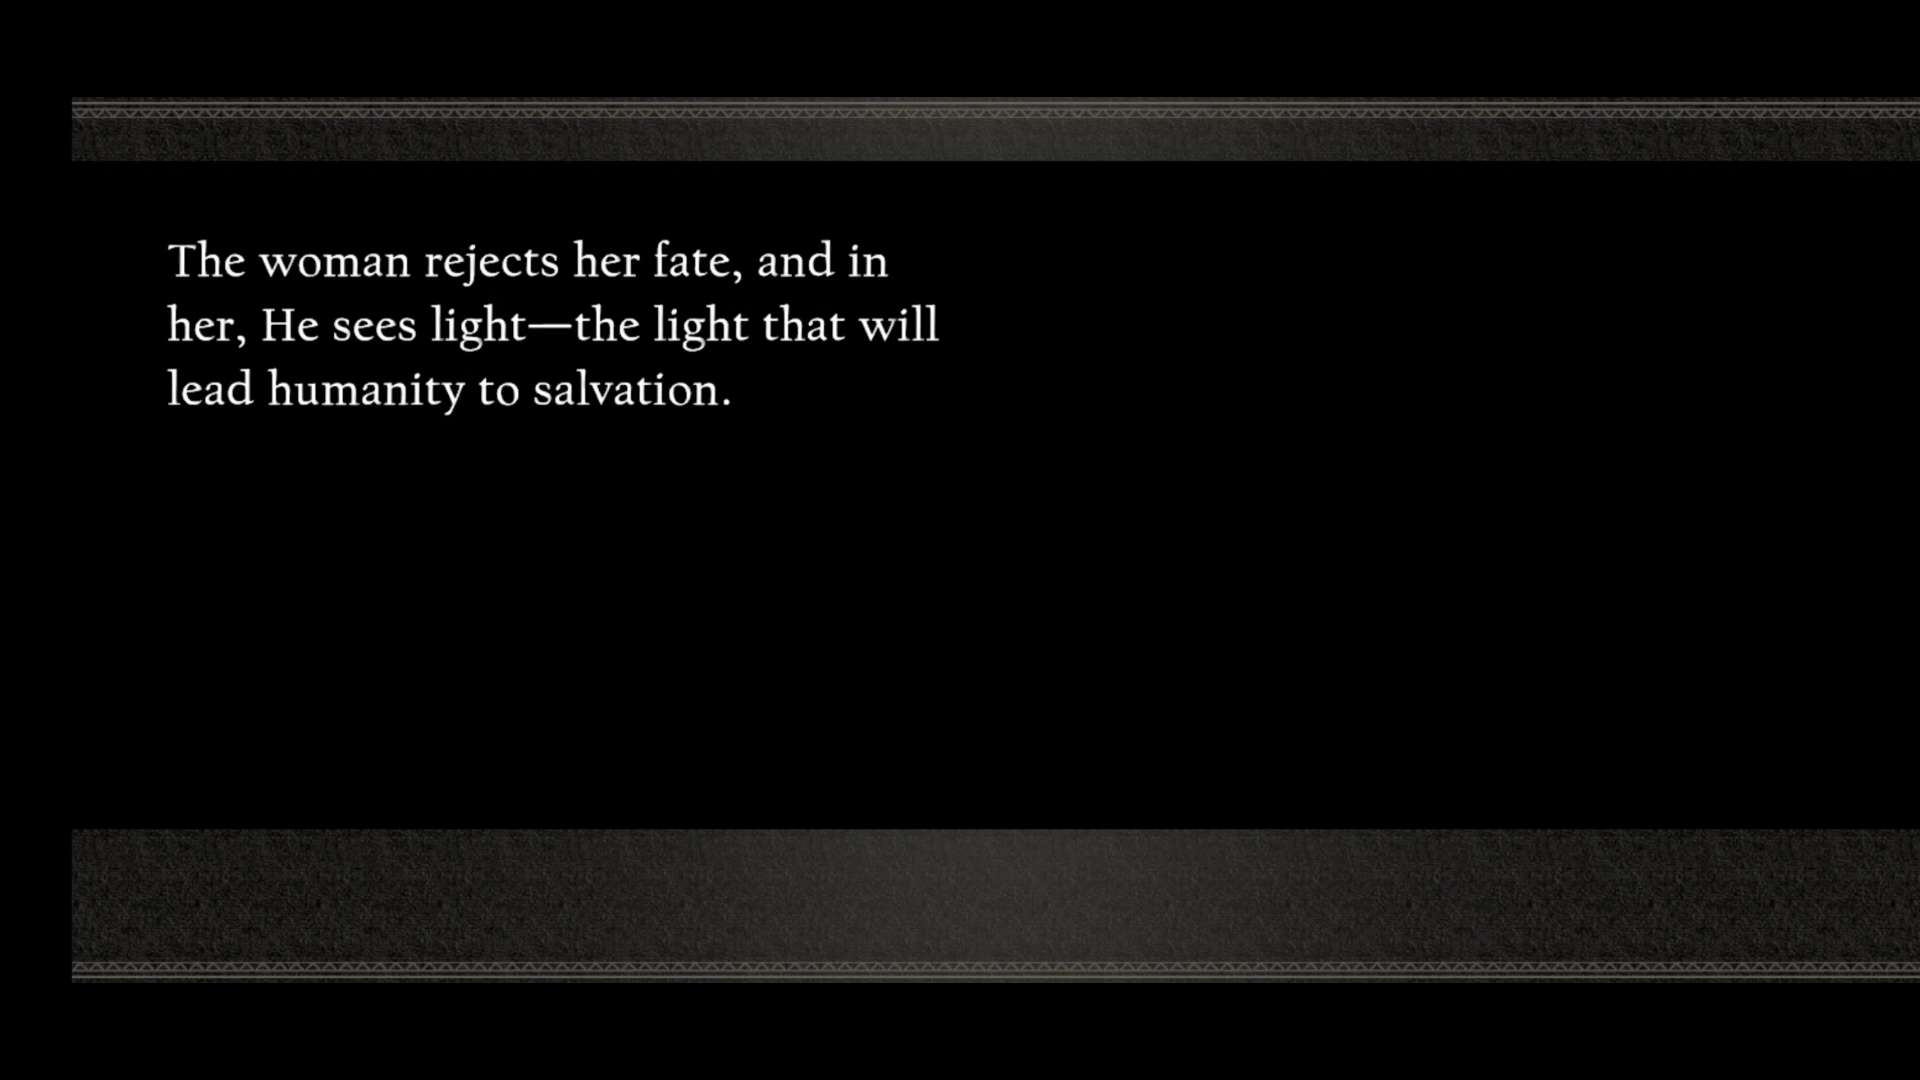 The woman rejects her fate, and in
her, He sees light—the light that will
lead humanity to salvation.